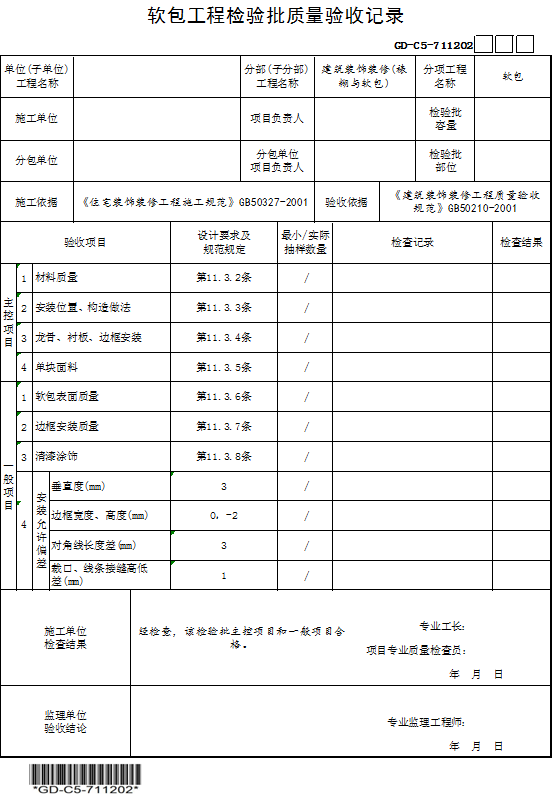 软包工程检验批质量验收记录
GD-C5-711202
单位(子单位)
工程名称
分部(子分部)
工程名称
建筑装饰装修(裱
糊与软包)
分项工程
名称
软包
施工单位
项目负责人
检验批
容量
分包单位
分包单位
项目负责人
检验批
部位
施工依据
《住宅装饰装修工程施工规范》GB50327-2001
验收依据
《建筑装饰装修工程质量验收
规范》GB50210-2001
验收项目
设计要求及
规范规定
最小/实际
抽样数量
检查记录
检查结果
主控项目
1 材料质量 第11.3.2条 /
2 安装位置、构造做法 第11.3.3条 /
3 龙骨、衬板、边框安装 第11.3.4条 /
4 单块面料 第11.3.5条 /
一般项目
1 软包表面质量 第11.3.6条 /
2 边框安装质量 第11.3.7条 /
3 清漆涂饰 第11.3.8条 /
4 安装允许偏差
垂直度(mm) 3 /
边框宽度、高度(mm) 0，-2 /
对角线长度差(mm) 3 /
裁口、线条接缝高低
差(mm) 1 /
施工单位
检查结果
经检查，该检验批主控项目和一般项目合
格。
专业工长：
项目专业质量检查员：
年 月 日
监理单位
验收结论
专业监理工程师：
年 月 日
*GD-C5-711202*